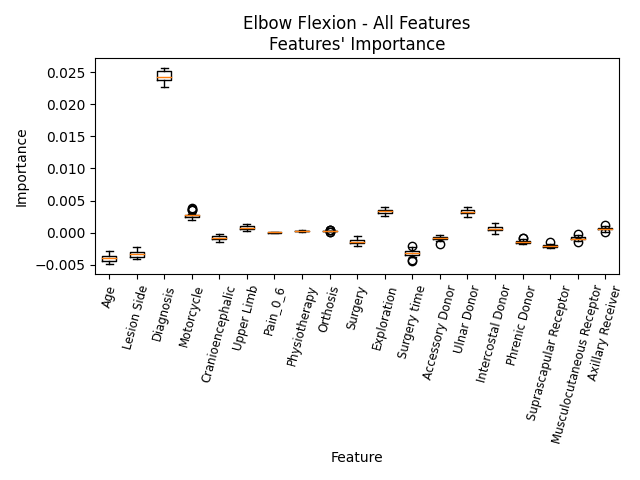 Elbow Flexion - All Features
Features' Importance
0.025
0.020
0.015
0.010
0.005
0.000
−0.005
Importance
Age
Lesion Side
Diagnosis
Motorcycle
Cranioencephalic
Upper Limb
Pain_0_6
Physiotherapy
Orthosis
Surgery
Exploration
Surgery time
Accessory Donor
Ulnar Donor
Intercostal Donor
Phrenic Donor
Suprascapular Receptor
Musculocutaneous Receptor
Axillary Receiver
Feature